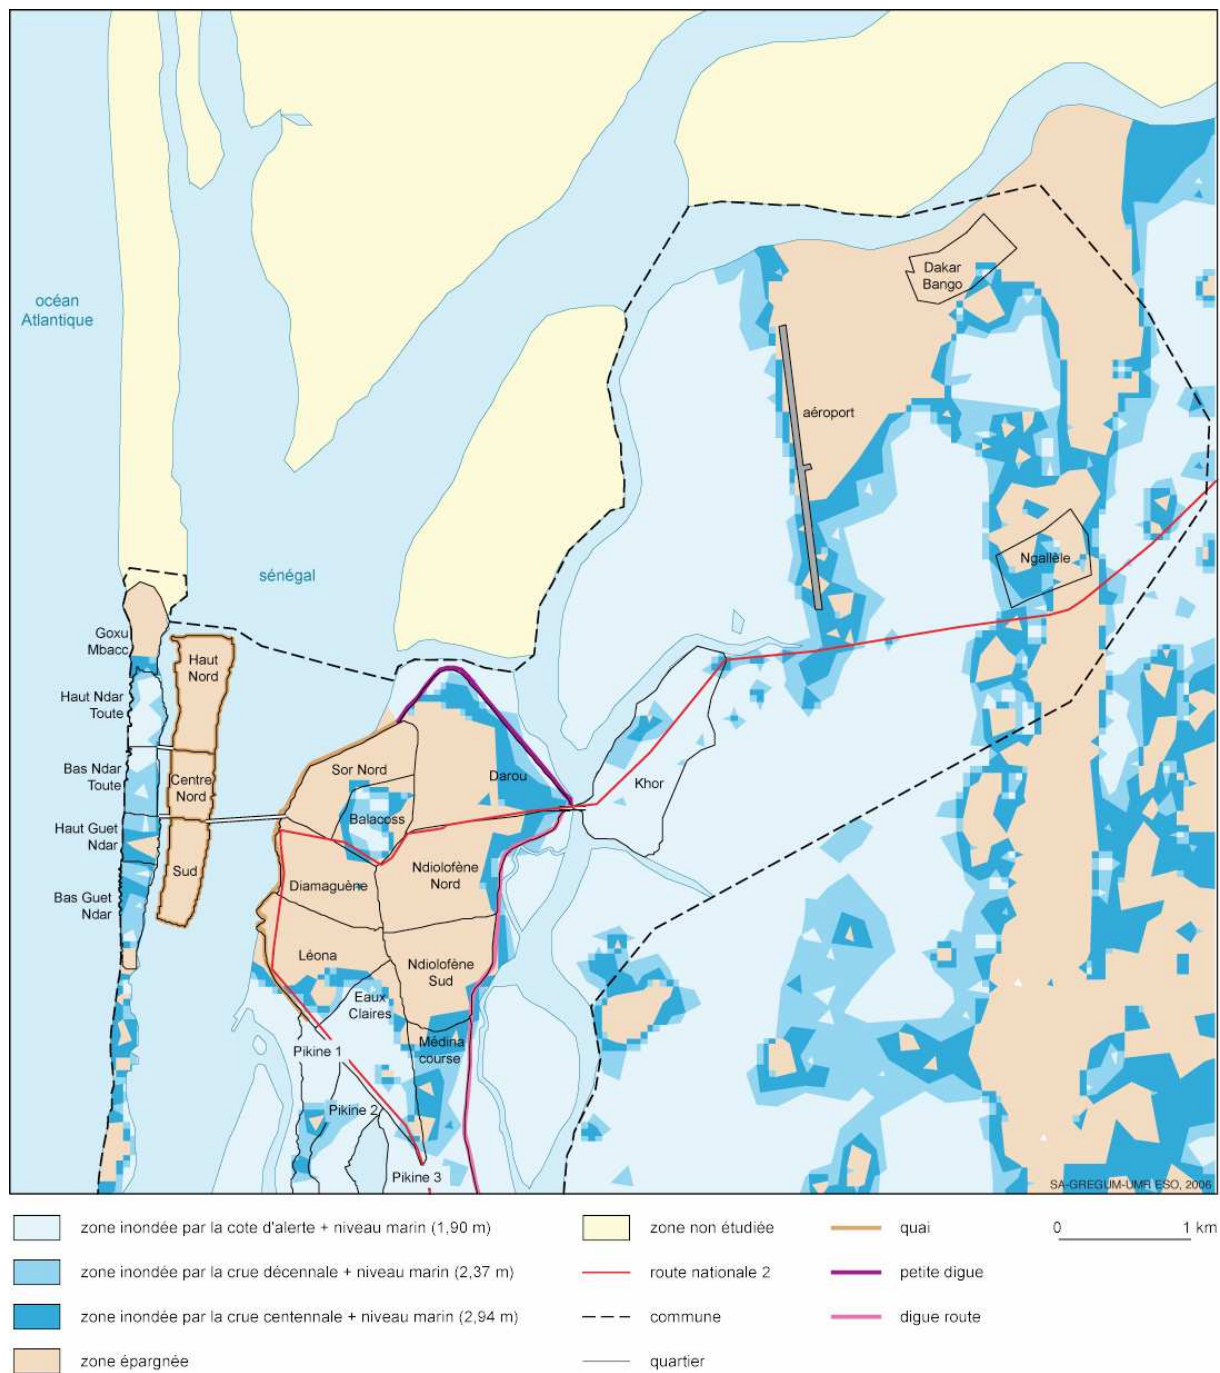 océan
Atlantique
Dakar
Bango
aéroport
Ngallèle
sénégal
Goxu
Mbacc
Haut
Nord
Haut Ndar
Toute
Bas Ndar
Toute
Centre
Nord
Haut Guet
Ndar
Sud
Bas Guet
Ndar
Sor Nord
Darou
Khor
Balacoss
Diamaguène
Ndiolofène
Nord
Léona
Ndiolofène
Sud
Eaux
Claires
Médina
course
Pikine 1
Pikine 2
Pikine 3
SA-GREGUM-UMR ESO, 2006
zone inondée par la cote d'alerte + niveau marin (1,90 m)
zone inondée par la crue décennale + niveau marin (2,37 m)
zone inondée par la crue centennale + niveau marin (2,94 m)
zone épargnée
zone non étudiée
route nationale 2
commune
quartier
quai
petite digue
digue route
0 1 km